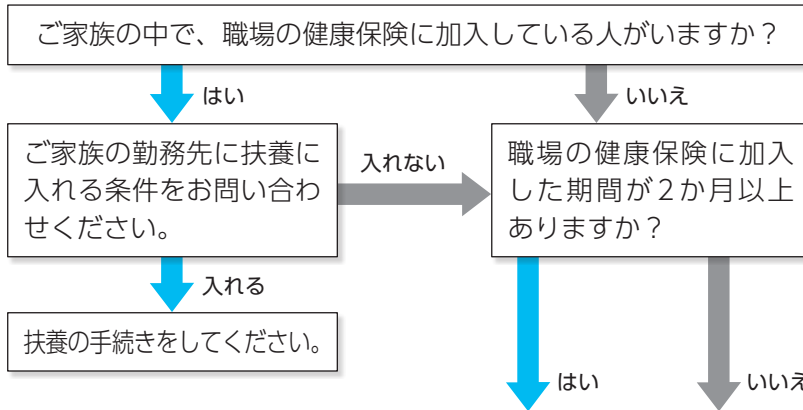 ご家族の中で、職場の健康保険に加入している人がいますか？
はい
いいえ
ご家族の勤務先に扶養に
入れる条件をお問い合わ
せください。
入れない
職場の健康保険に加入
した期間が２か月以上
ありますか？
入れる
扶養の手続きをしてください。
はい
いいえ